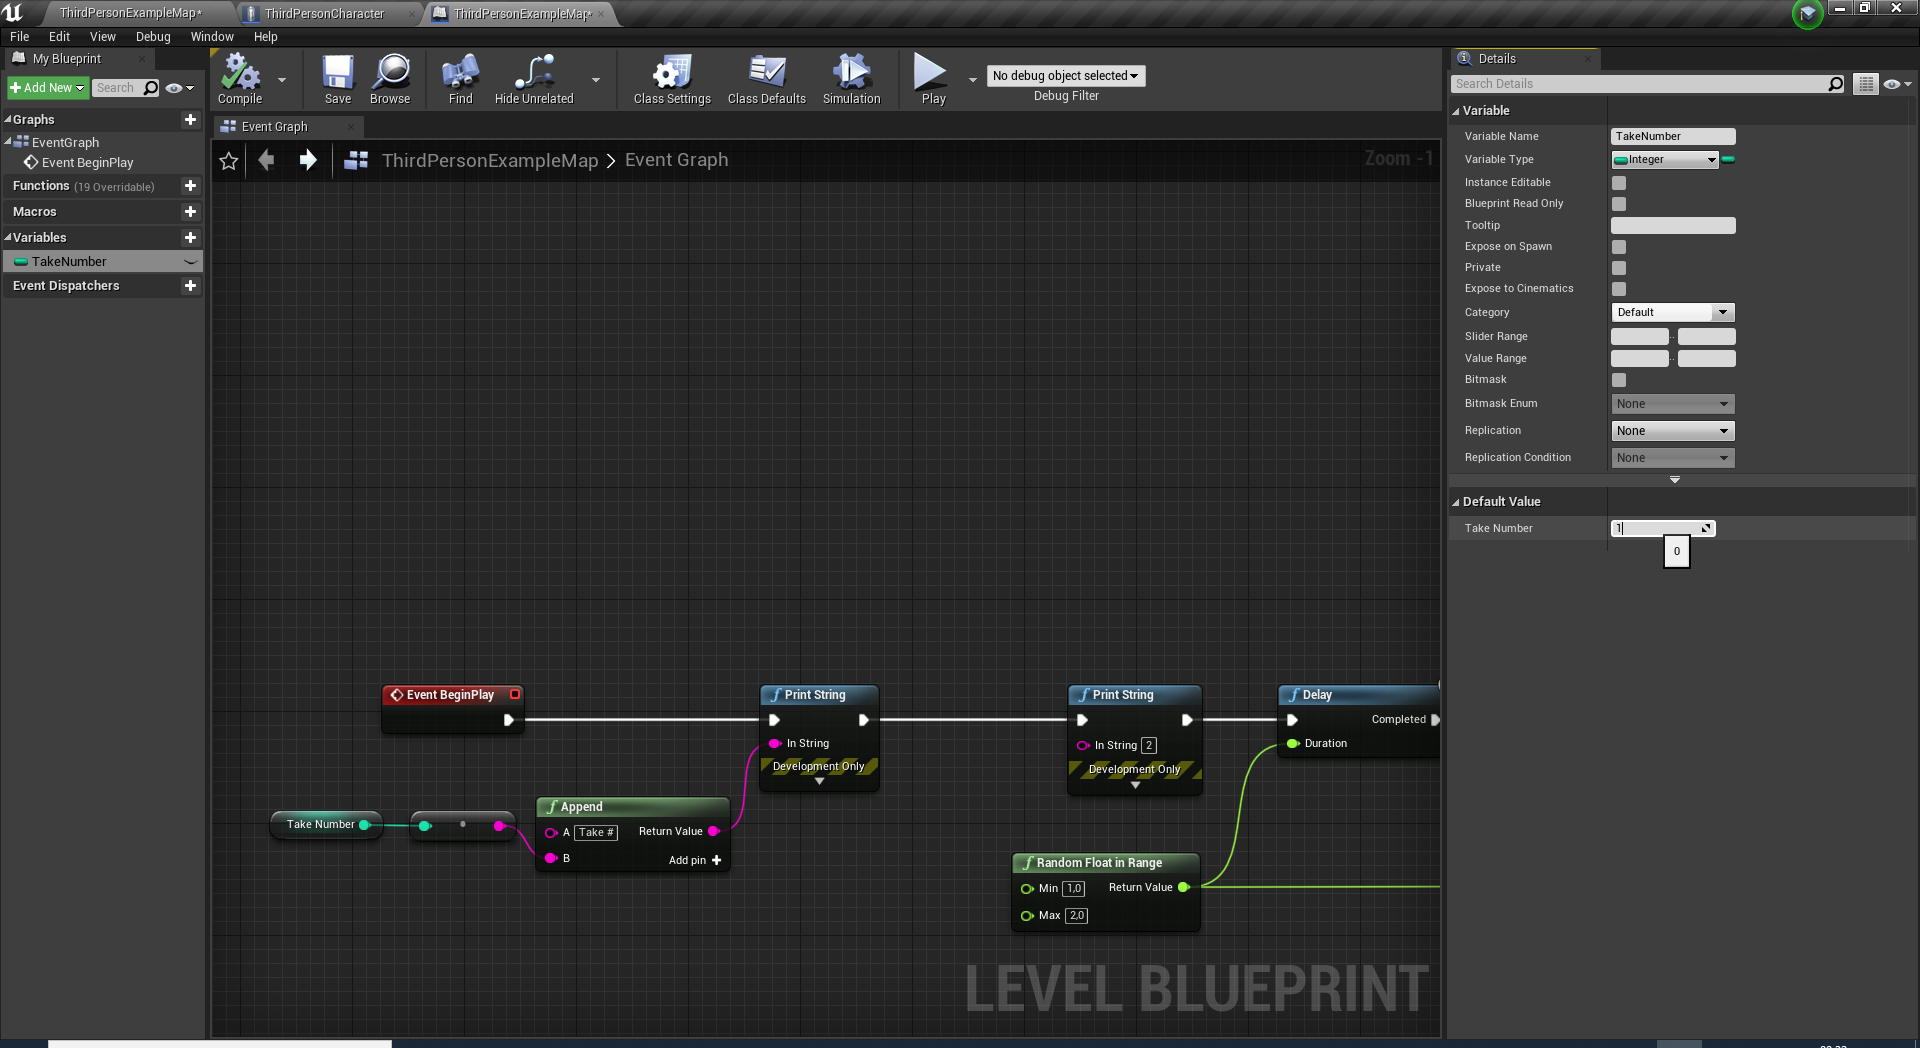 ThirdPersonExampleMap*
ThirdPersonCharacter
ThirdPersonExampleMap*
File Edit View Debug Window Help
My Blueprint
Add New
Search
Graphs
EventGraph
Event BeginPlay
Functions (19 Overridable)
Macros
Variables
TakeNumber
Event Dispatchers
Compile
Save
Browse
Find
Hide Unrelated
Class Settings
Class Defaults
Simulation
Play
No debug object selected
Debug Filter
Event Graph
ThirdPersonExampleMap > Event Graph
Zoom -1
Event BeginPlay
Print String
In String
Development Only
Print String
In String 2
Development Only
Delay
Completed
Duration
Take Number
Append
A Take # Return Value
B Add pin
Random Float in Range
Min 1,0 Return Value
Max 2,0
LEVEL BLUEPRINT
Details
Search Details
Variable
Variable Name TakeNumber
Variable Type Integer
Instance Editable
Blueprint Read Only
Tooltip
Expose on Spawn
Private
Expose to Cinematics
Category Default
Slider Range
Value Range
Bitmask
Bitmask Enum None
Replication None
Replication Condition None
Default Value
Take Number 1
0